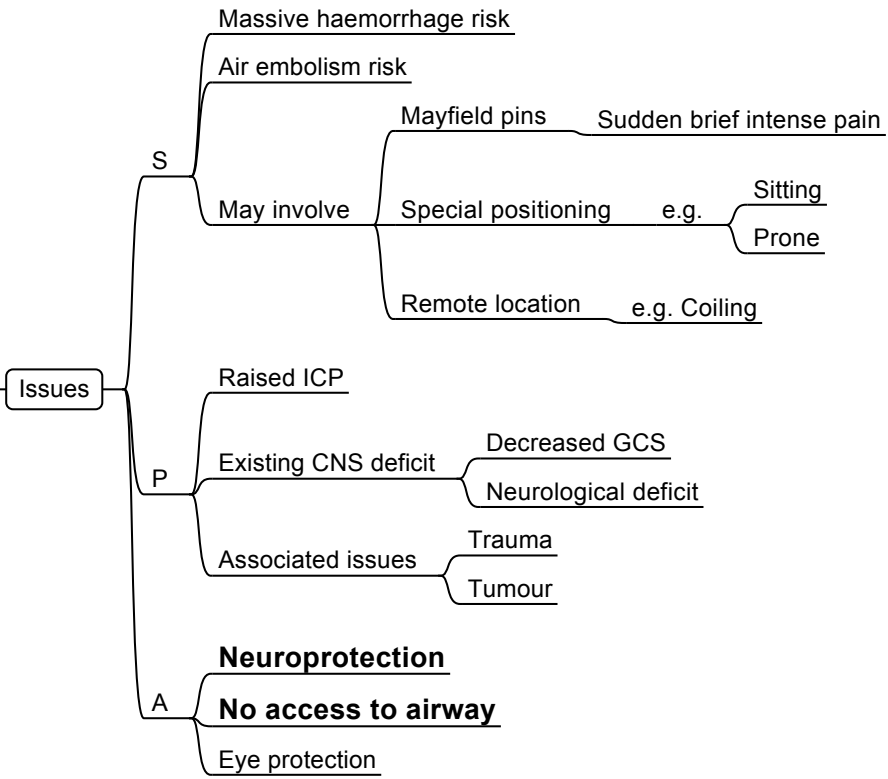 Issues
S
Massive haemorrhage risk
Air embolism risk
May involve
Mayfield pins
Sudden brief intense pain
Special positioning
e.g.
Sitting
Prone
Remote location
e.g. Coiling
P
Raised ICP
Existing CNS deficit
Decreased GCS
Neurological deficit
Associated issues
Trauma
Tumour
A
Neuroprotection
No access to airway
Eye protection